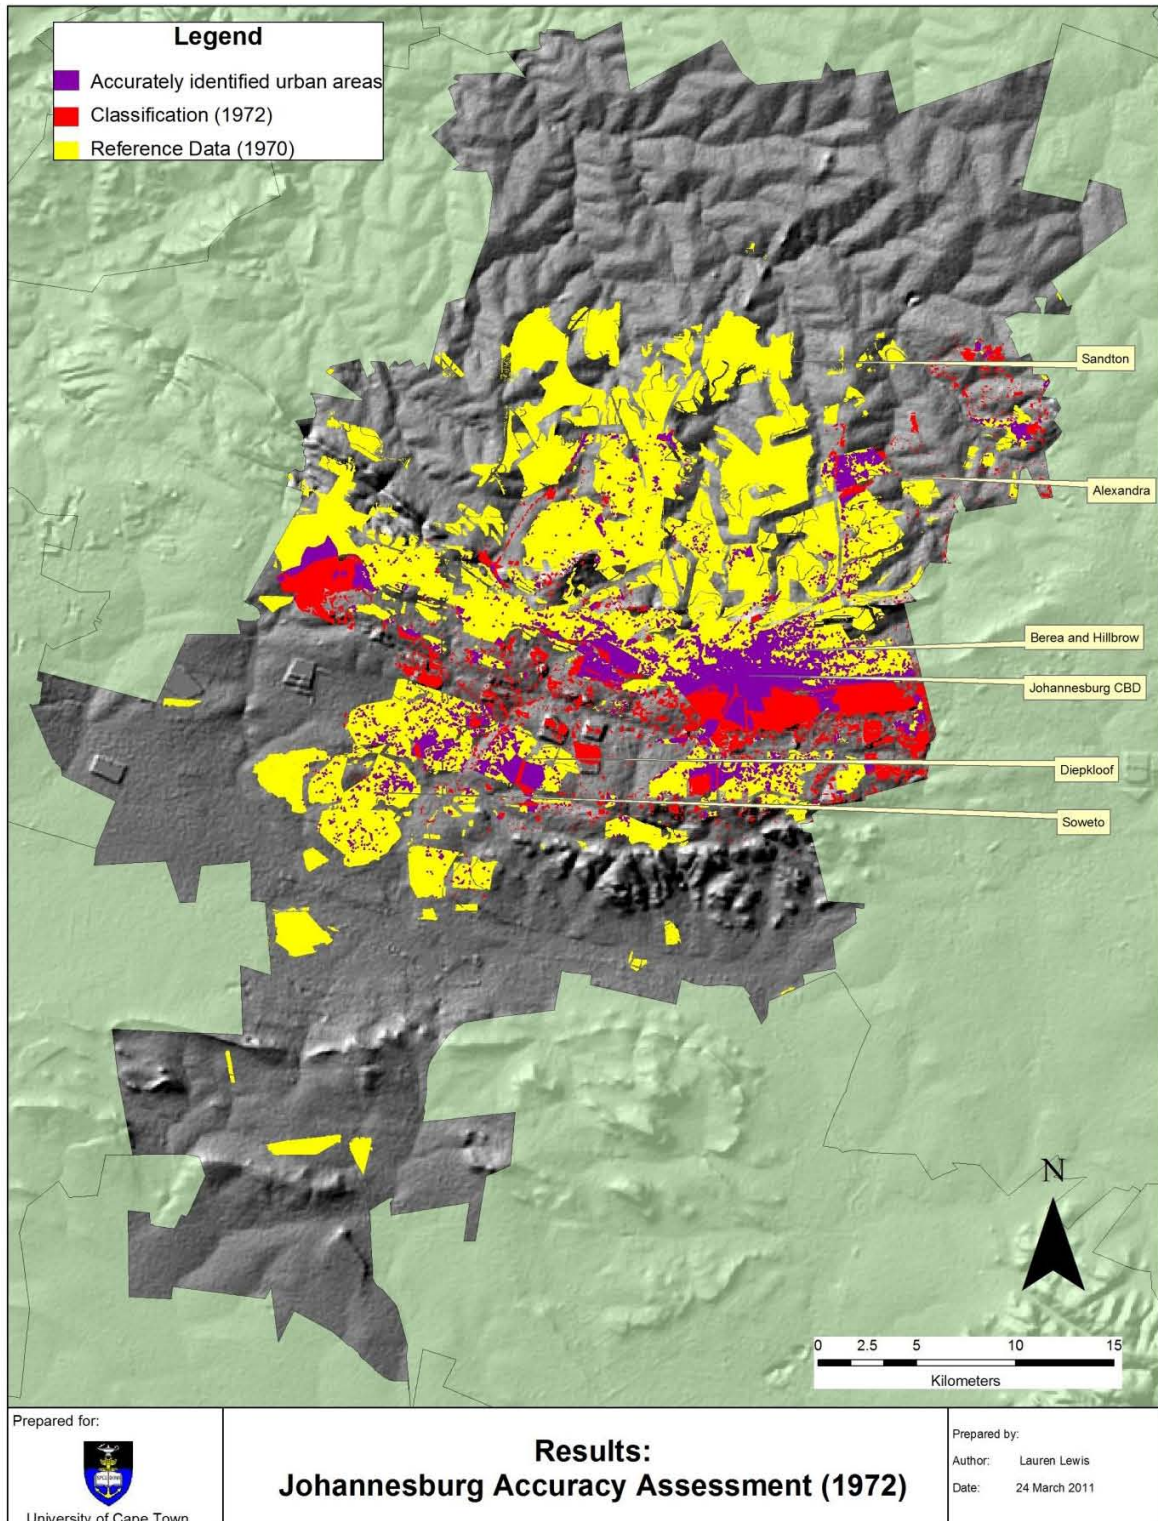 Legend
Accurately identified urban areas
Classification (1972)
Reference Data (1970)
Sandton
Alexandra
Berea and Hillbrow
Johannesburg CBD
Diepkloof
Soweto
N
0 2.5 5 10 15
Kilometers
Prepared for:
University of Cape Town
Results:
Johannesburg Accuracy Assessment (1972)
Prepared by:
Author: Lauren Lewis
Date: 24 March 2011